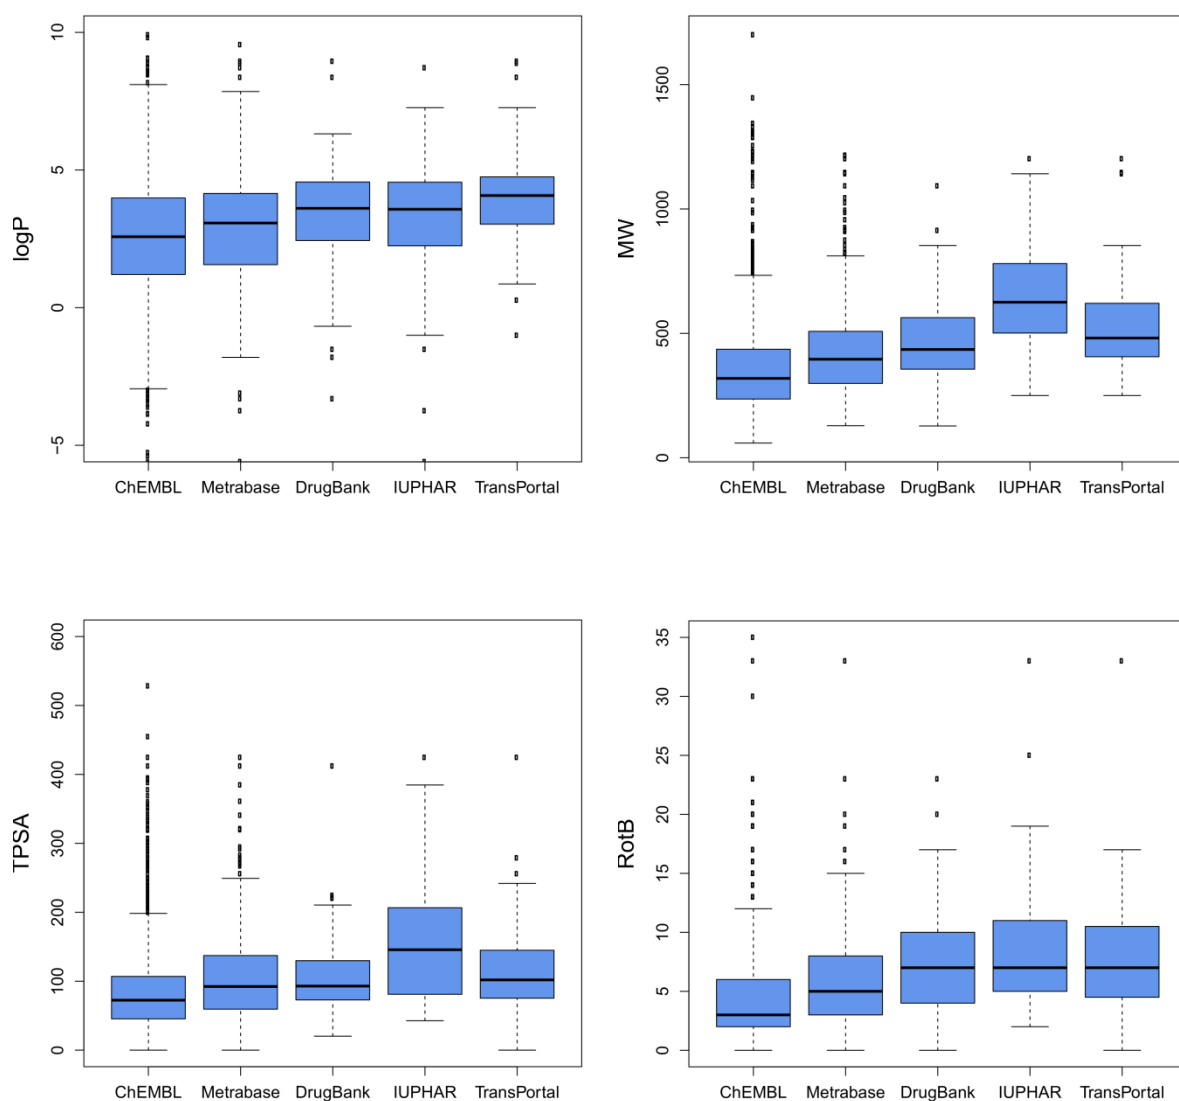 logP
10
5
0
−5
ChEMBL Metrabase DrugBank IUPHAR TransPortal
MW
1500
1000
500
0
ChEMBL Metrabase DrugBank IUPHAR TransPortal
TPSA
600
500
400
300
200
100
0
ChEMBL Metrabase DrugBank IUPHAR TransPortal
RotB
35
30
25
20
15
10
5
0
ChEMBL Metrabase DrugBank IUPHAR TransPortal